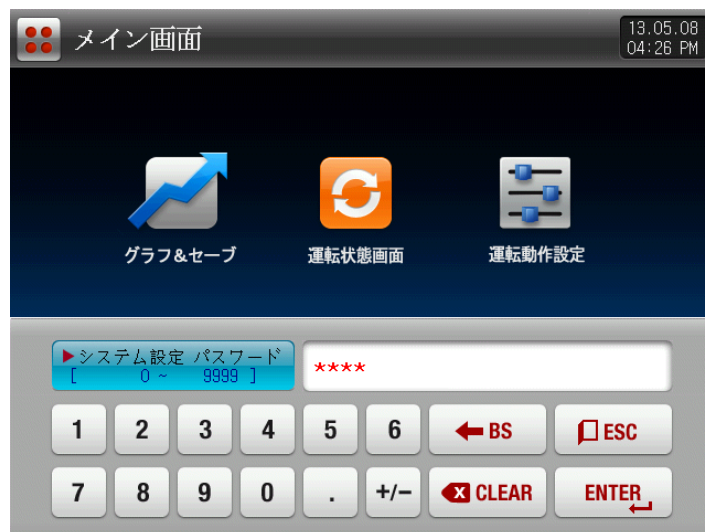 メイン画面
13.05.08
04:26 PM
グラフ&セーブ
運転状態画面
運転動作設定
▶システム設定 パスワード
[ 0 ~ 9999 ]
****
1 2 3 4 5 6 BS ESC
7 8 9 0 . +/- CLEAR ENTER